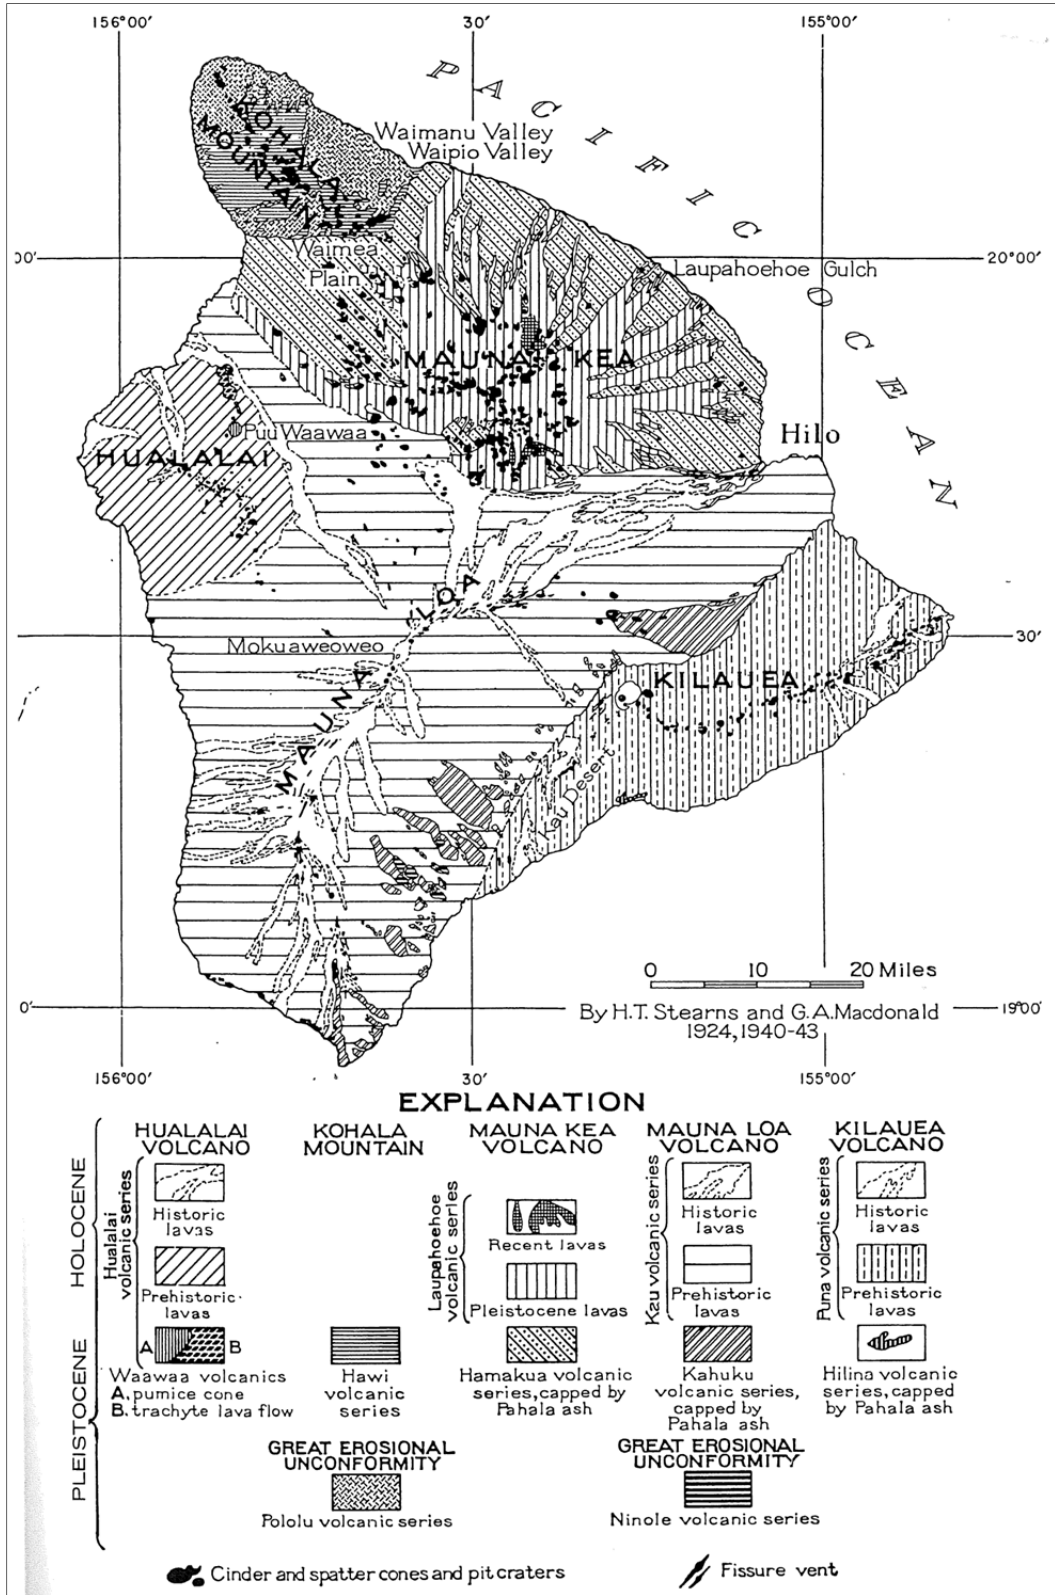 156°00'
30'
155°00'
PACIFIC OCEAN
KOHALA
MOUNTAIN
Waimanu Valley
Waipio Valley
Waimea
Plain
00'
20°00'
Laupahoehoe Gulch
MAUNA KEA
Puu Waawaa
HUALALAI
Hilo
MAUNA LOA
Mokuaweoweo
30'
KILAUEA
Kau Desert
0 10 20 Miles
By H.T. Stearns and G.A. Macdonald
1924, 1940-43
0'
19°00'
156°00'
30'
155°00'
EXPLANATION
HOLOCENE
PLEISTOCENE
HUALALAI
VOLCANO
Hualalai
volcanic series
Historic
lavas
Prehistoric
lavas
A B
Waawaa volcanics
A. pumice cone
B. trachyte lava flow
KOHALA
MOUNTAIN
Hawi
volcanic
series
GREAT EROSIONAL
UNCONFORMITY
Pololu volcanic series
MAUNA KEA
VOLCANO
Laupahoehoe
volcanic series
Recent lavas
Pleistocene lavas
Hamakua volcanic
series, capped by
Pahala ash
MAUNA LOA
VOLCANO
Kau volcanic series
Historic
lavas
Prehistoric
lavas
Kahuku
volcanic series,
capped by
Pahala ash
GREAT EROSIONAL
UNCONFORMITY
Ninole volcanic series
KILAUEA
VOLCANO
Puna volcanic series
Historic
lavas
Prehistoric
lavas
Hilina volcanic
series, capped
by Pahala ash
Cinder and spatter cones and pit craters
Fissure vent